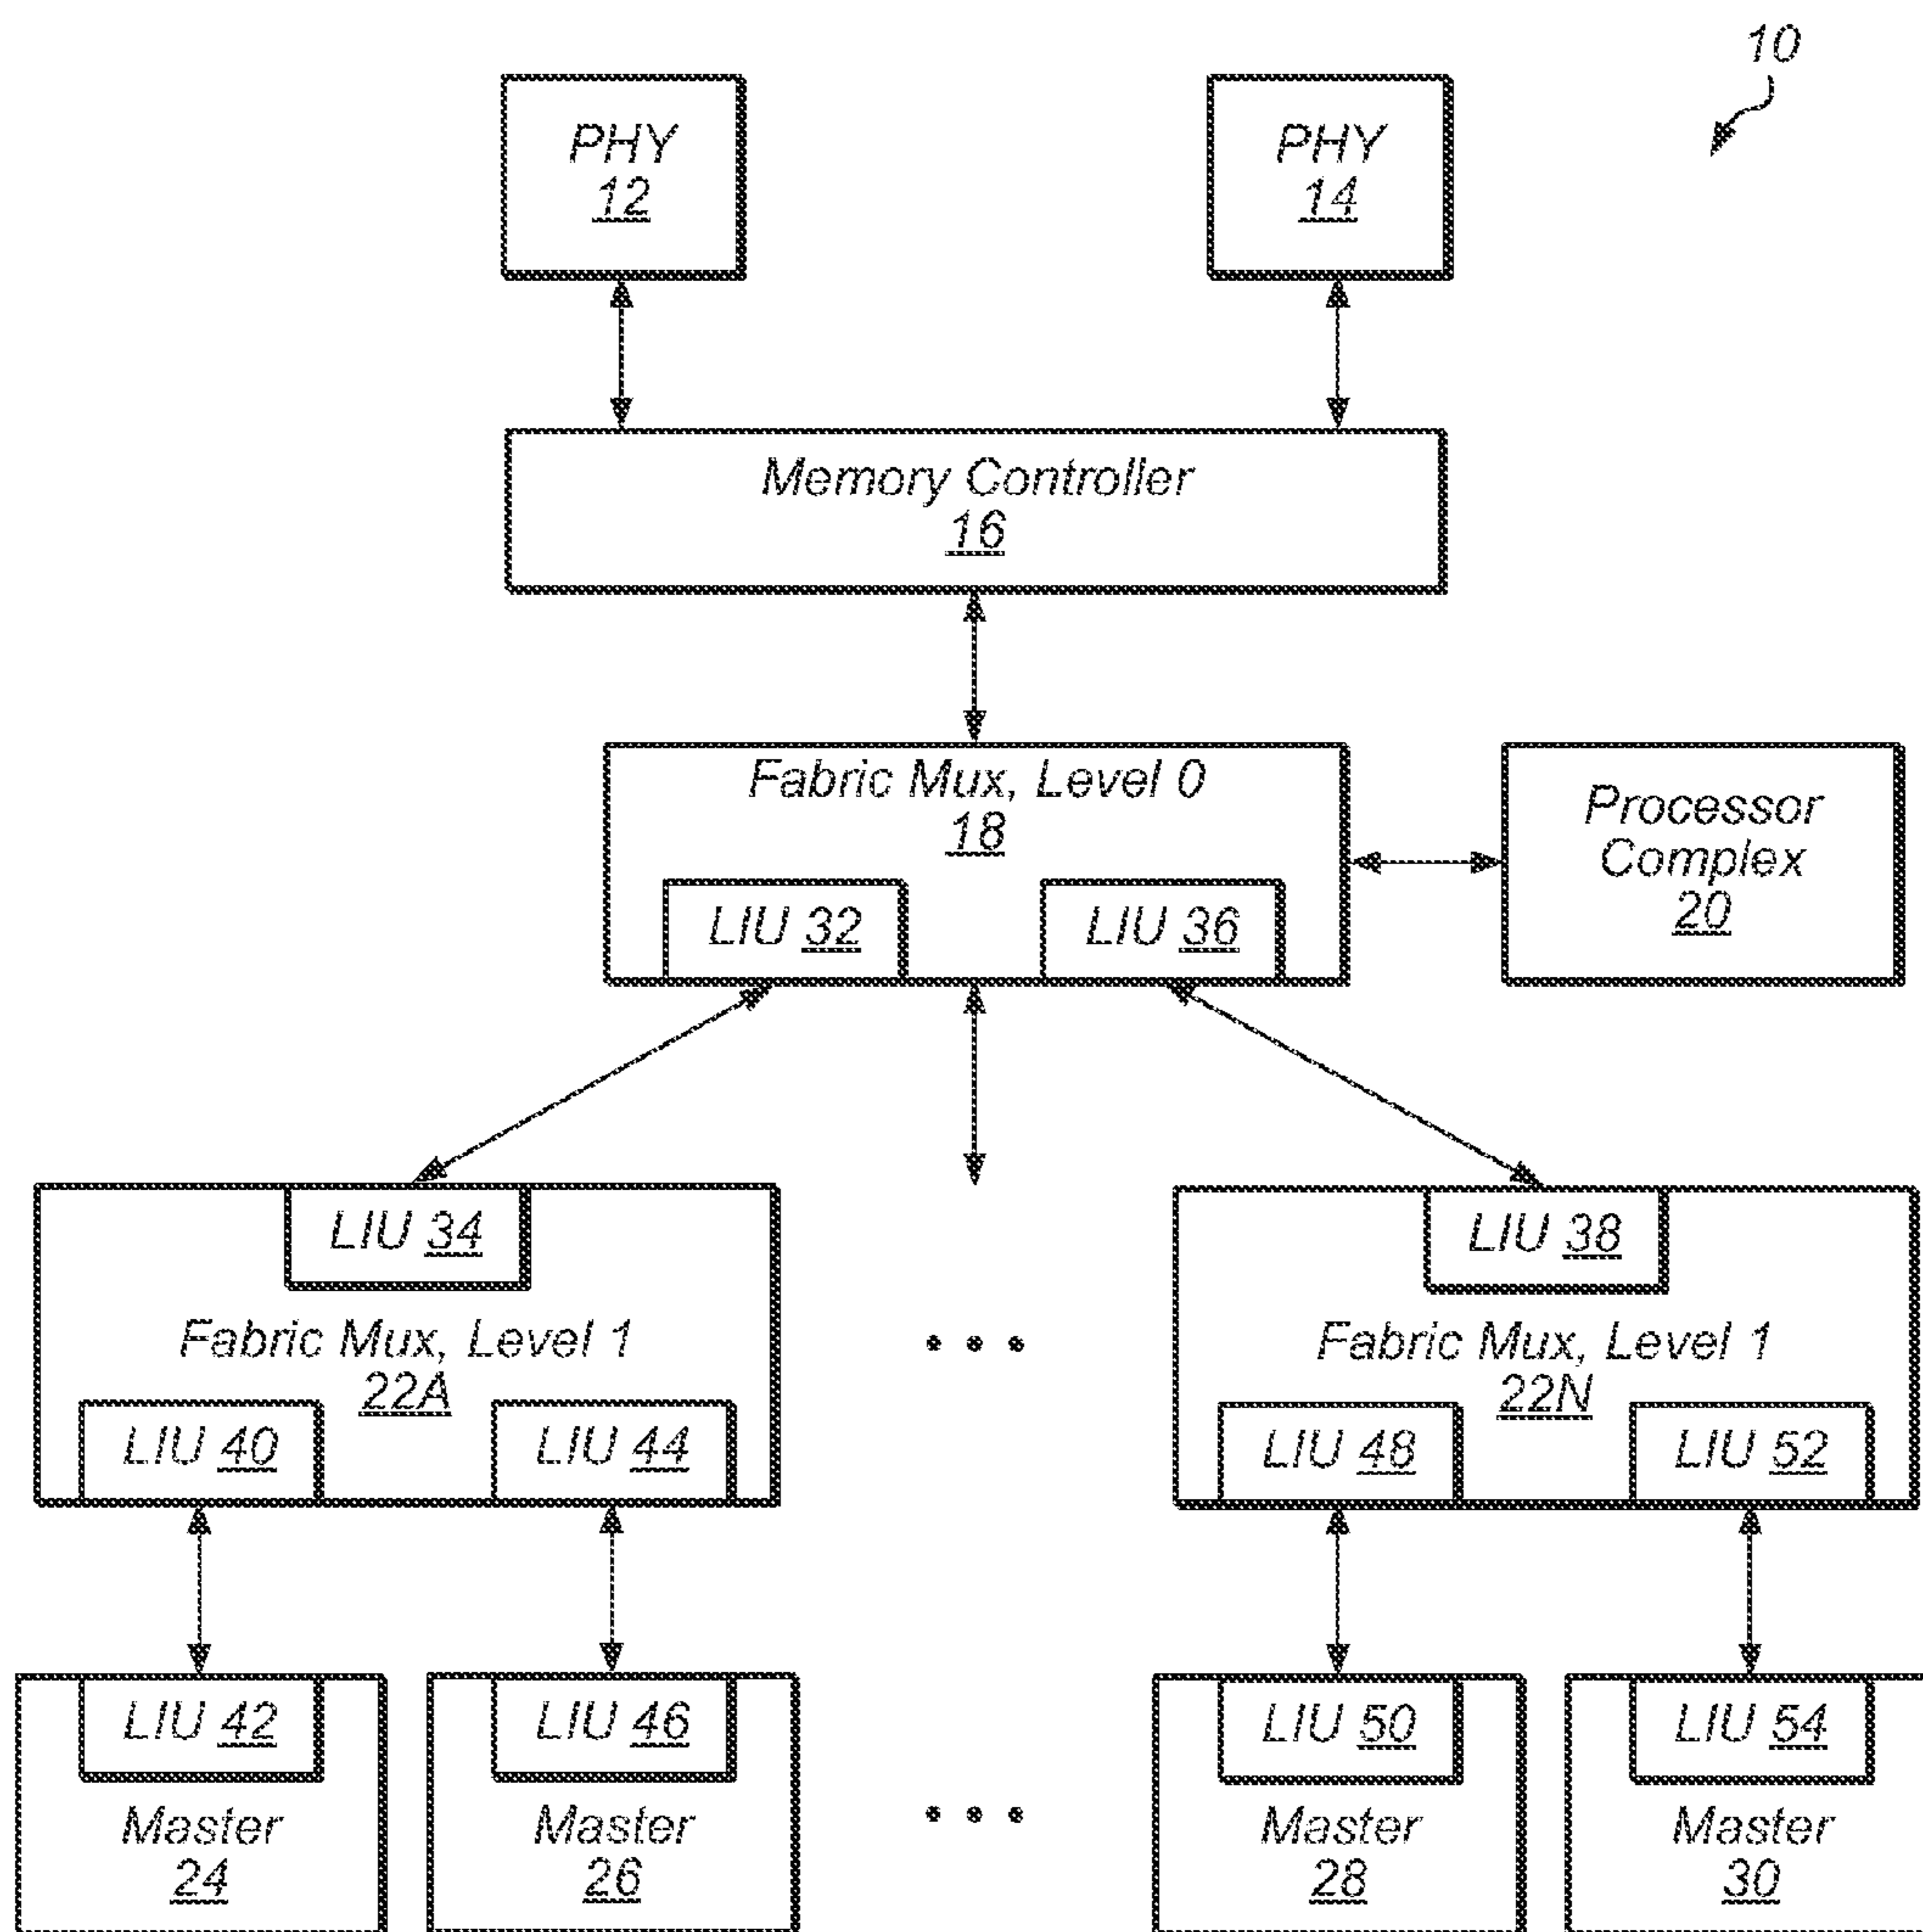 10
PHY
12
PHY
14
Memory Controller
16
Fabric Mux, Level 0
18
LIU 32
LIU 36
Processor
Complex
20
LIU 34
Fabric Mux, Level 1
22A
LIU 40
LIU 44
• • •
LIU 38
Fabric Mux, Level 1
22N
LIU 48
LIU 52
LIU 42
Master
24
LIU 46
Master
26
• • •
LIU 50
Master
28
LIU 54
Master
30